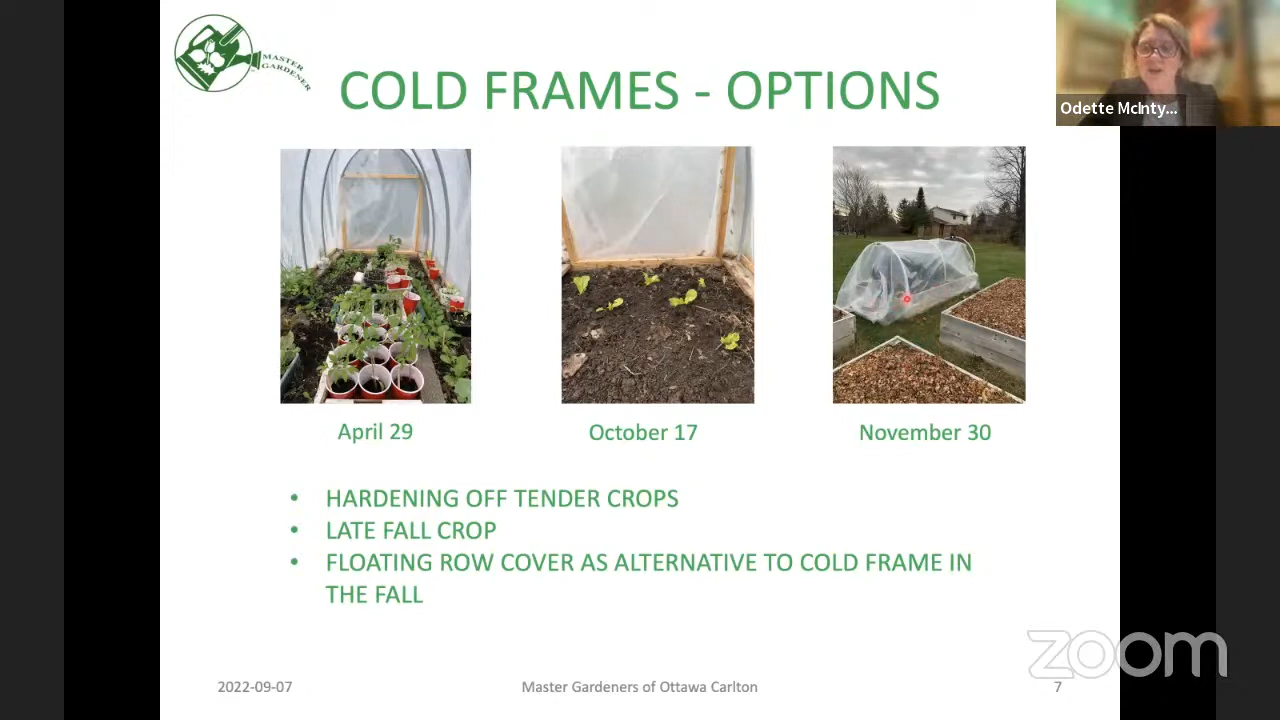 MASTER
GARDENER
COLD FRAMES - OPTIONS
Odette McInty...
April 29
October 17
November 30
• HARDENING OFF TENDER CROPS
• LATE FALL CROP
• FLOATING ROW COVER AS ALTERNATIVE TO COLD FRAME IN
THE FALL
zoom
2022-09-07
Master Gardeners of Ottawa Carlton
7